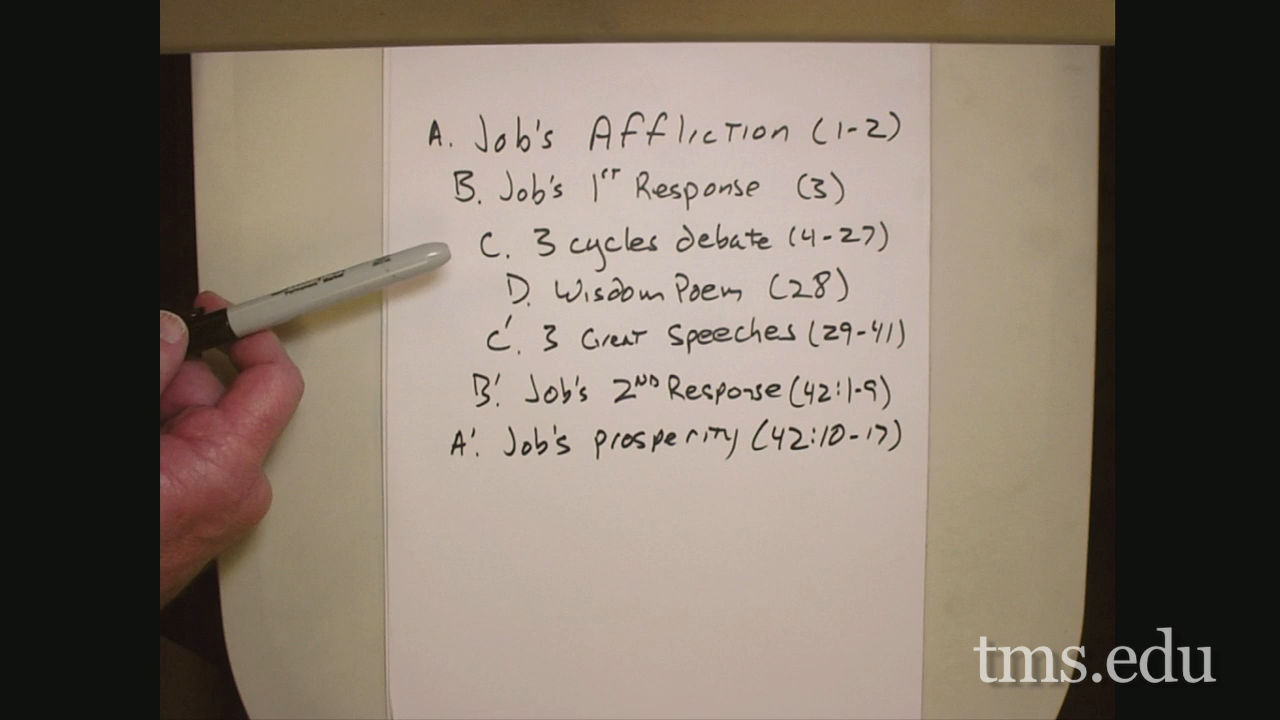 A. Job's Affliction (1-2)
B. Job's 1st Response (3)
C. 3 cycles debate (4-27)
D. Wisdom Poem (28)
C'. 3 Great Speeches (29-41)
B'. Job's 2ND Response (42:1-9)
A'. Job's prosperity (42:10-17)
tms.edu